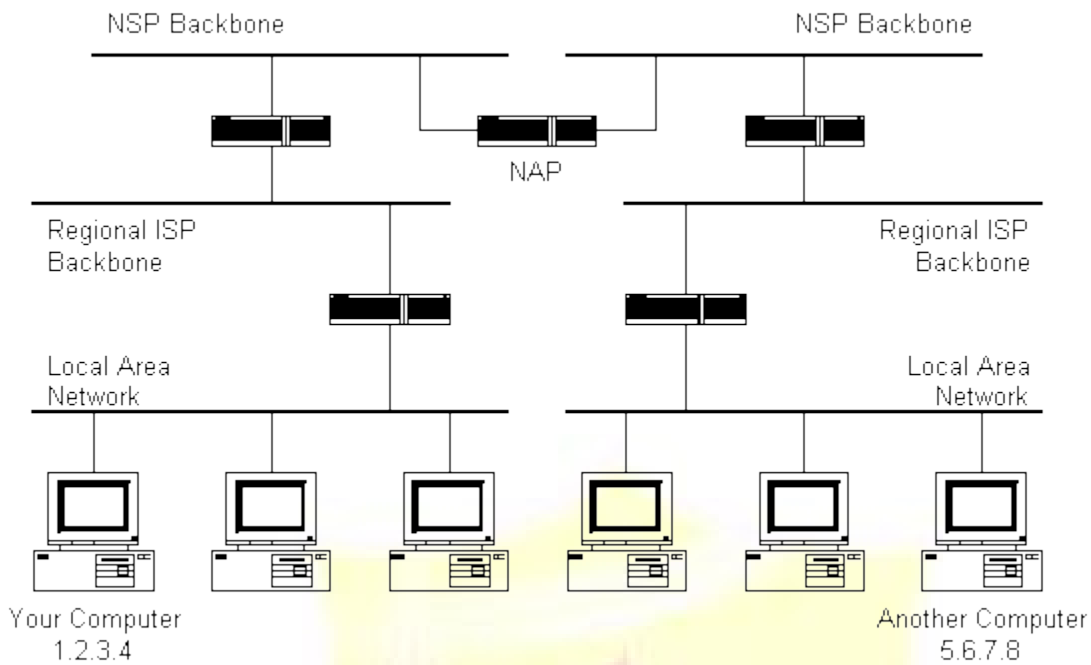 NSP Backbone
NSP Backbone
NAP
Regional ISP
Backbone
Regional ISP
Backbone
Local Area
Network
Local Area
Network
Your Computer
1.2.3.4
Another Computer
5.6.7.8